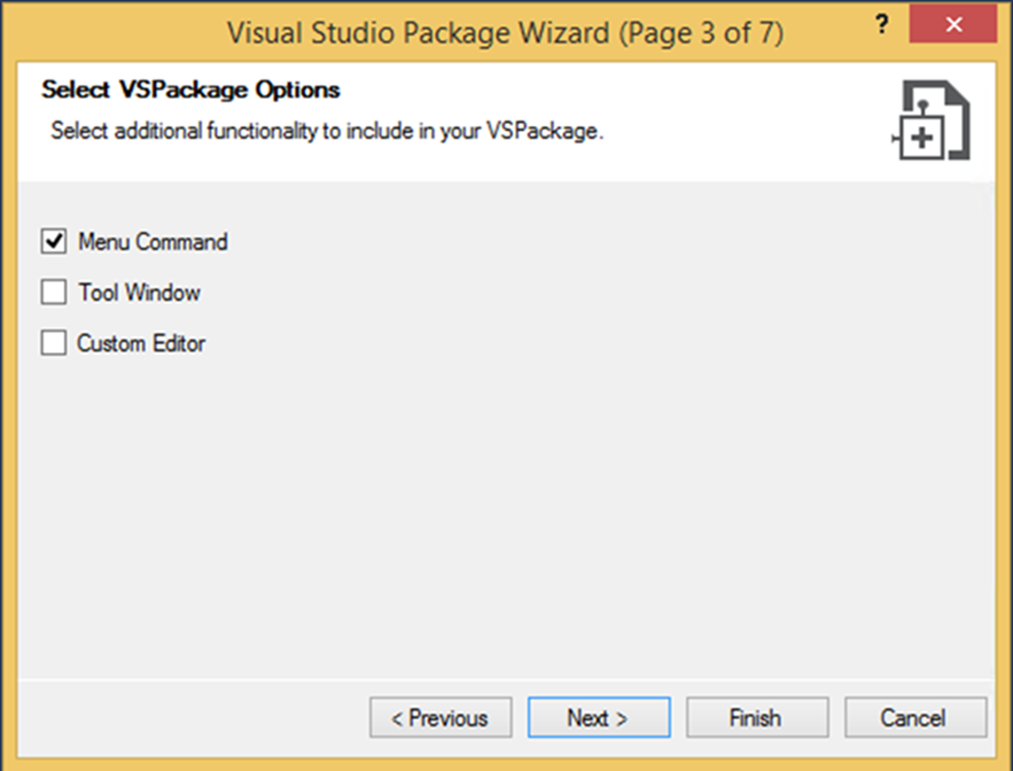 Visual Studio Package Wizard (Page 3 of 7)
?
Select VSPackage Options
Select additional functionality to include in your VSPackage.
Menu Command
Tool Window
Custom Editor
< Previous
Next >
Finish
Cancel